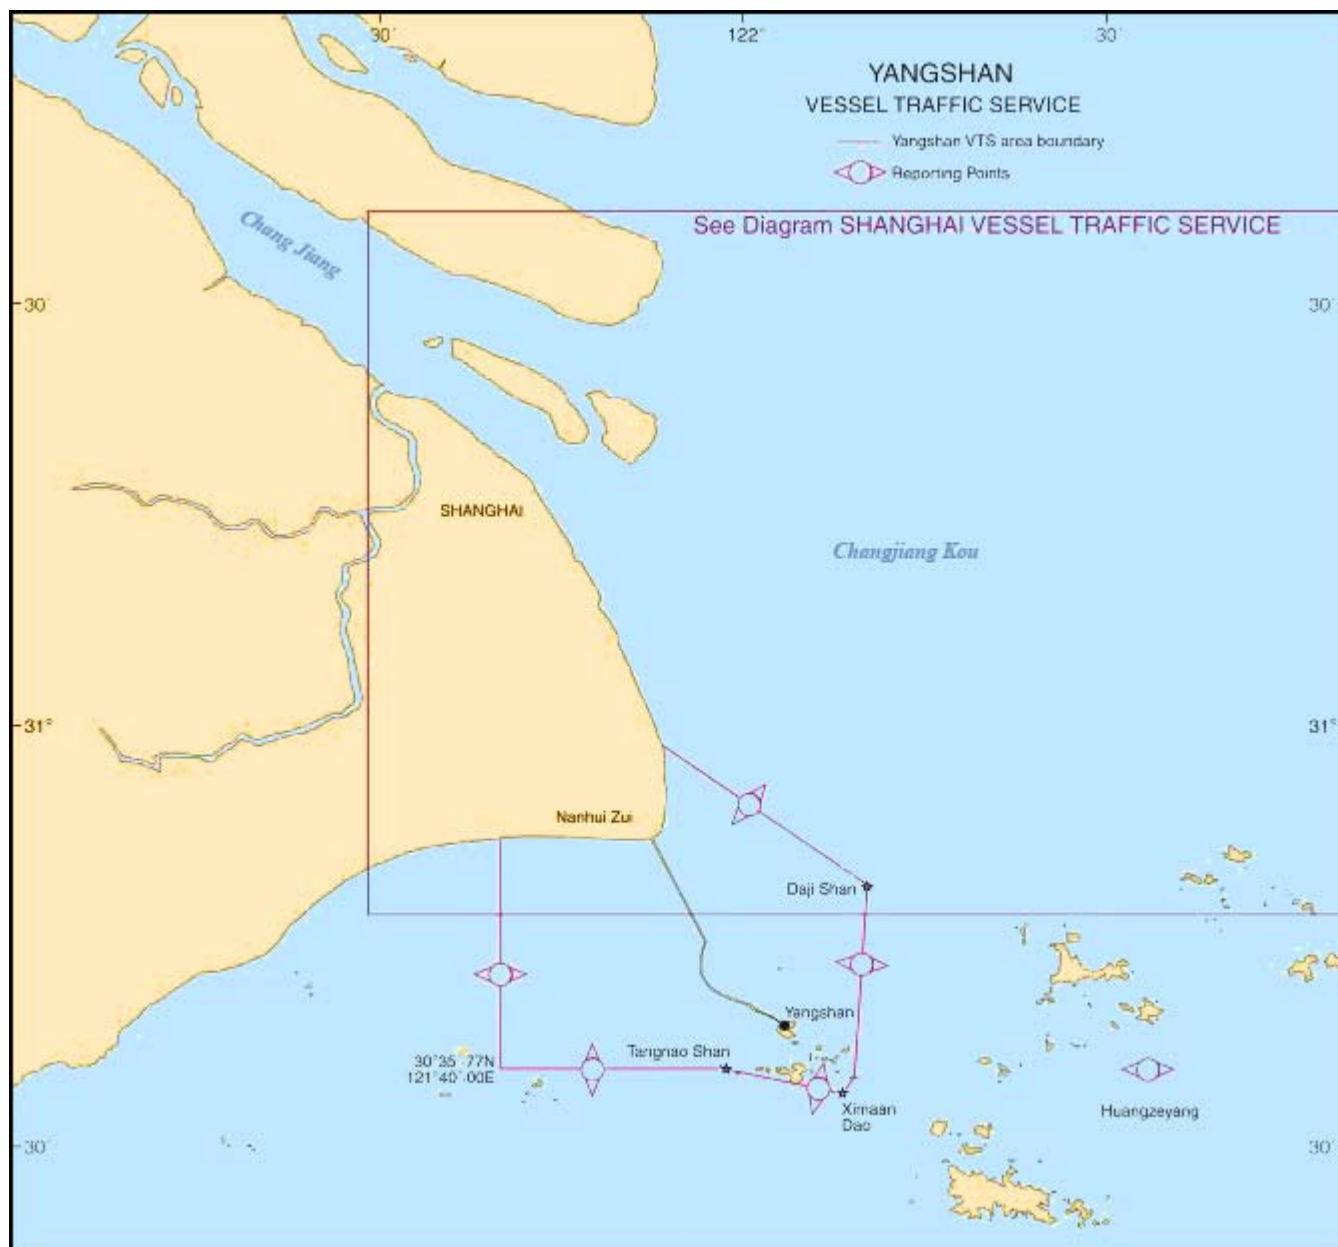 30´
122°
30´
YANGSHAN
VESSEL TRAFFIC SERVICE
Yangshan VTS area boundary
Reporting Points
See Diagram SHANGHAI VESSEL TRAFFIC SERVICE
Chang Jiang
30´
30´
SHANGHAI
Changjiang Kou
31°
31°
Nanhui Zui
Daji Shan
Yangshan
Tangnao Shan
30°35´·77N
121°40´·00E
Ximaan
Dao
Huangzeyang
30´
30´